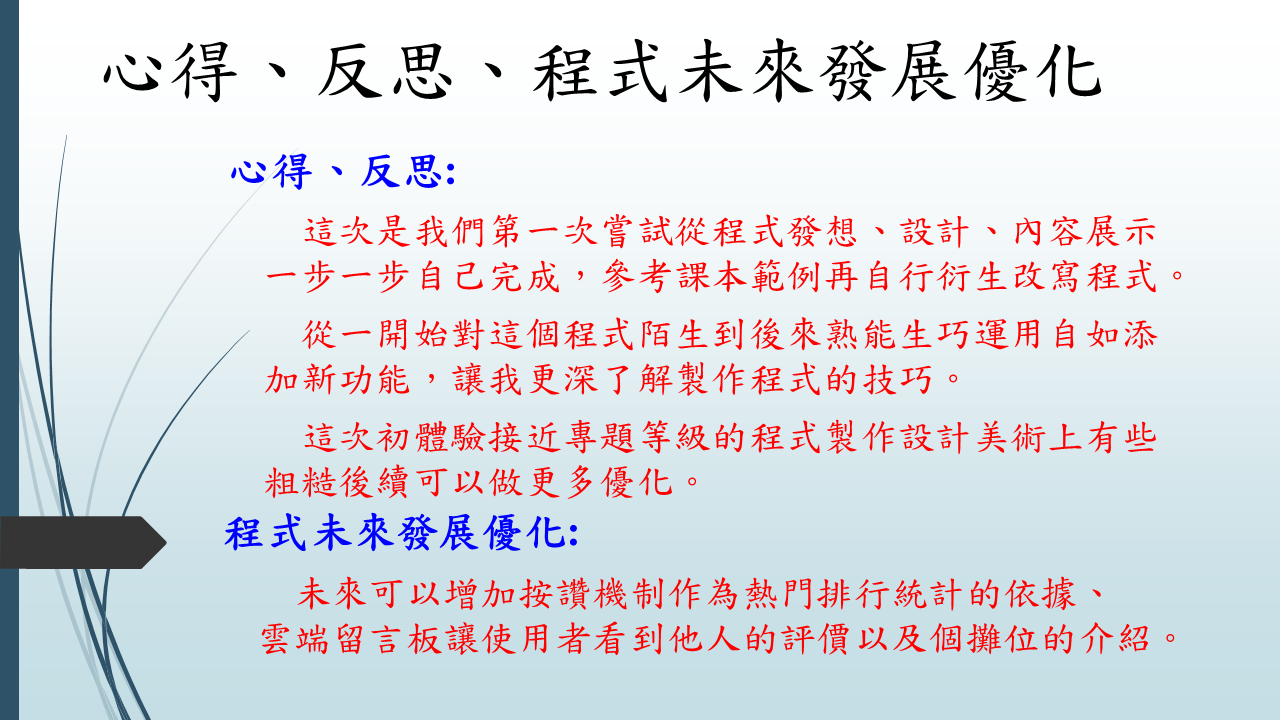 心得、反思、程式未來發展優化
心得、反思:
這次是我們第一次嘗試從程式發想、設計、內容展示
一步一步自己完成，參考課本範例再自行衍生改寫程式。
從一開始對這個程式陌生到後來熟能生巧運用自如添
加新功能，讓我更深了解製作程式的技巧。
這次初體驗接近專題等級的程式製作設計美術上有些
粗糙後續可以做更多優化。
程式未來發展優化:
未來可以增加按讚機制作為熱門排行統計的依據、
雲端留言板讓使用者看到他人的評價以及個攤位的介紹。